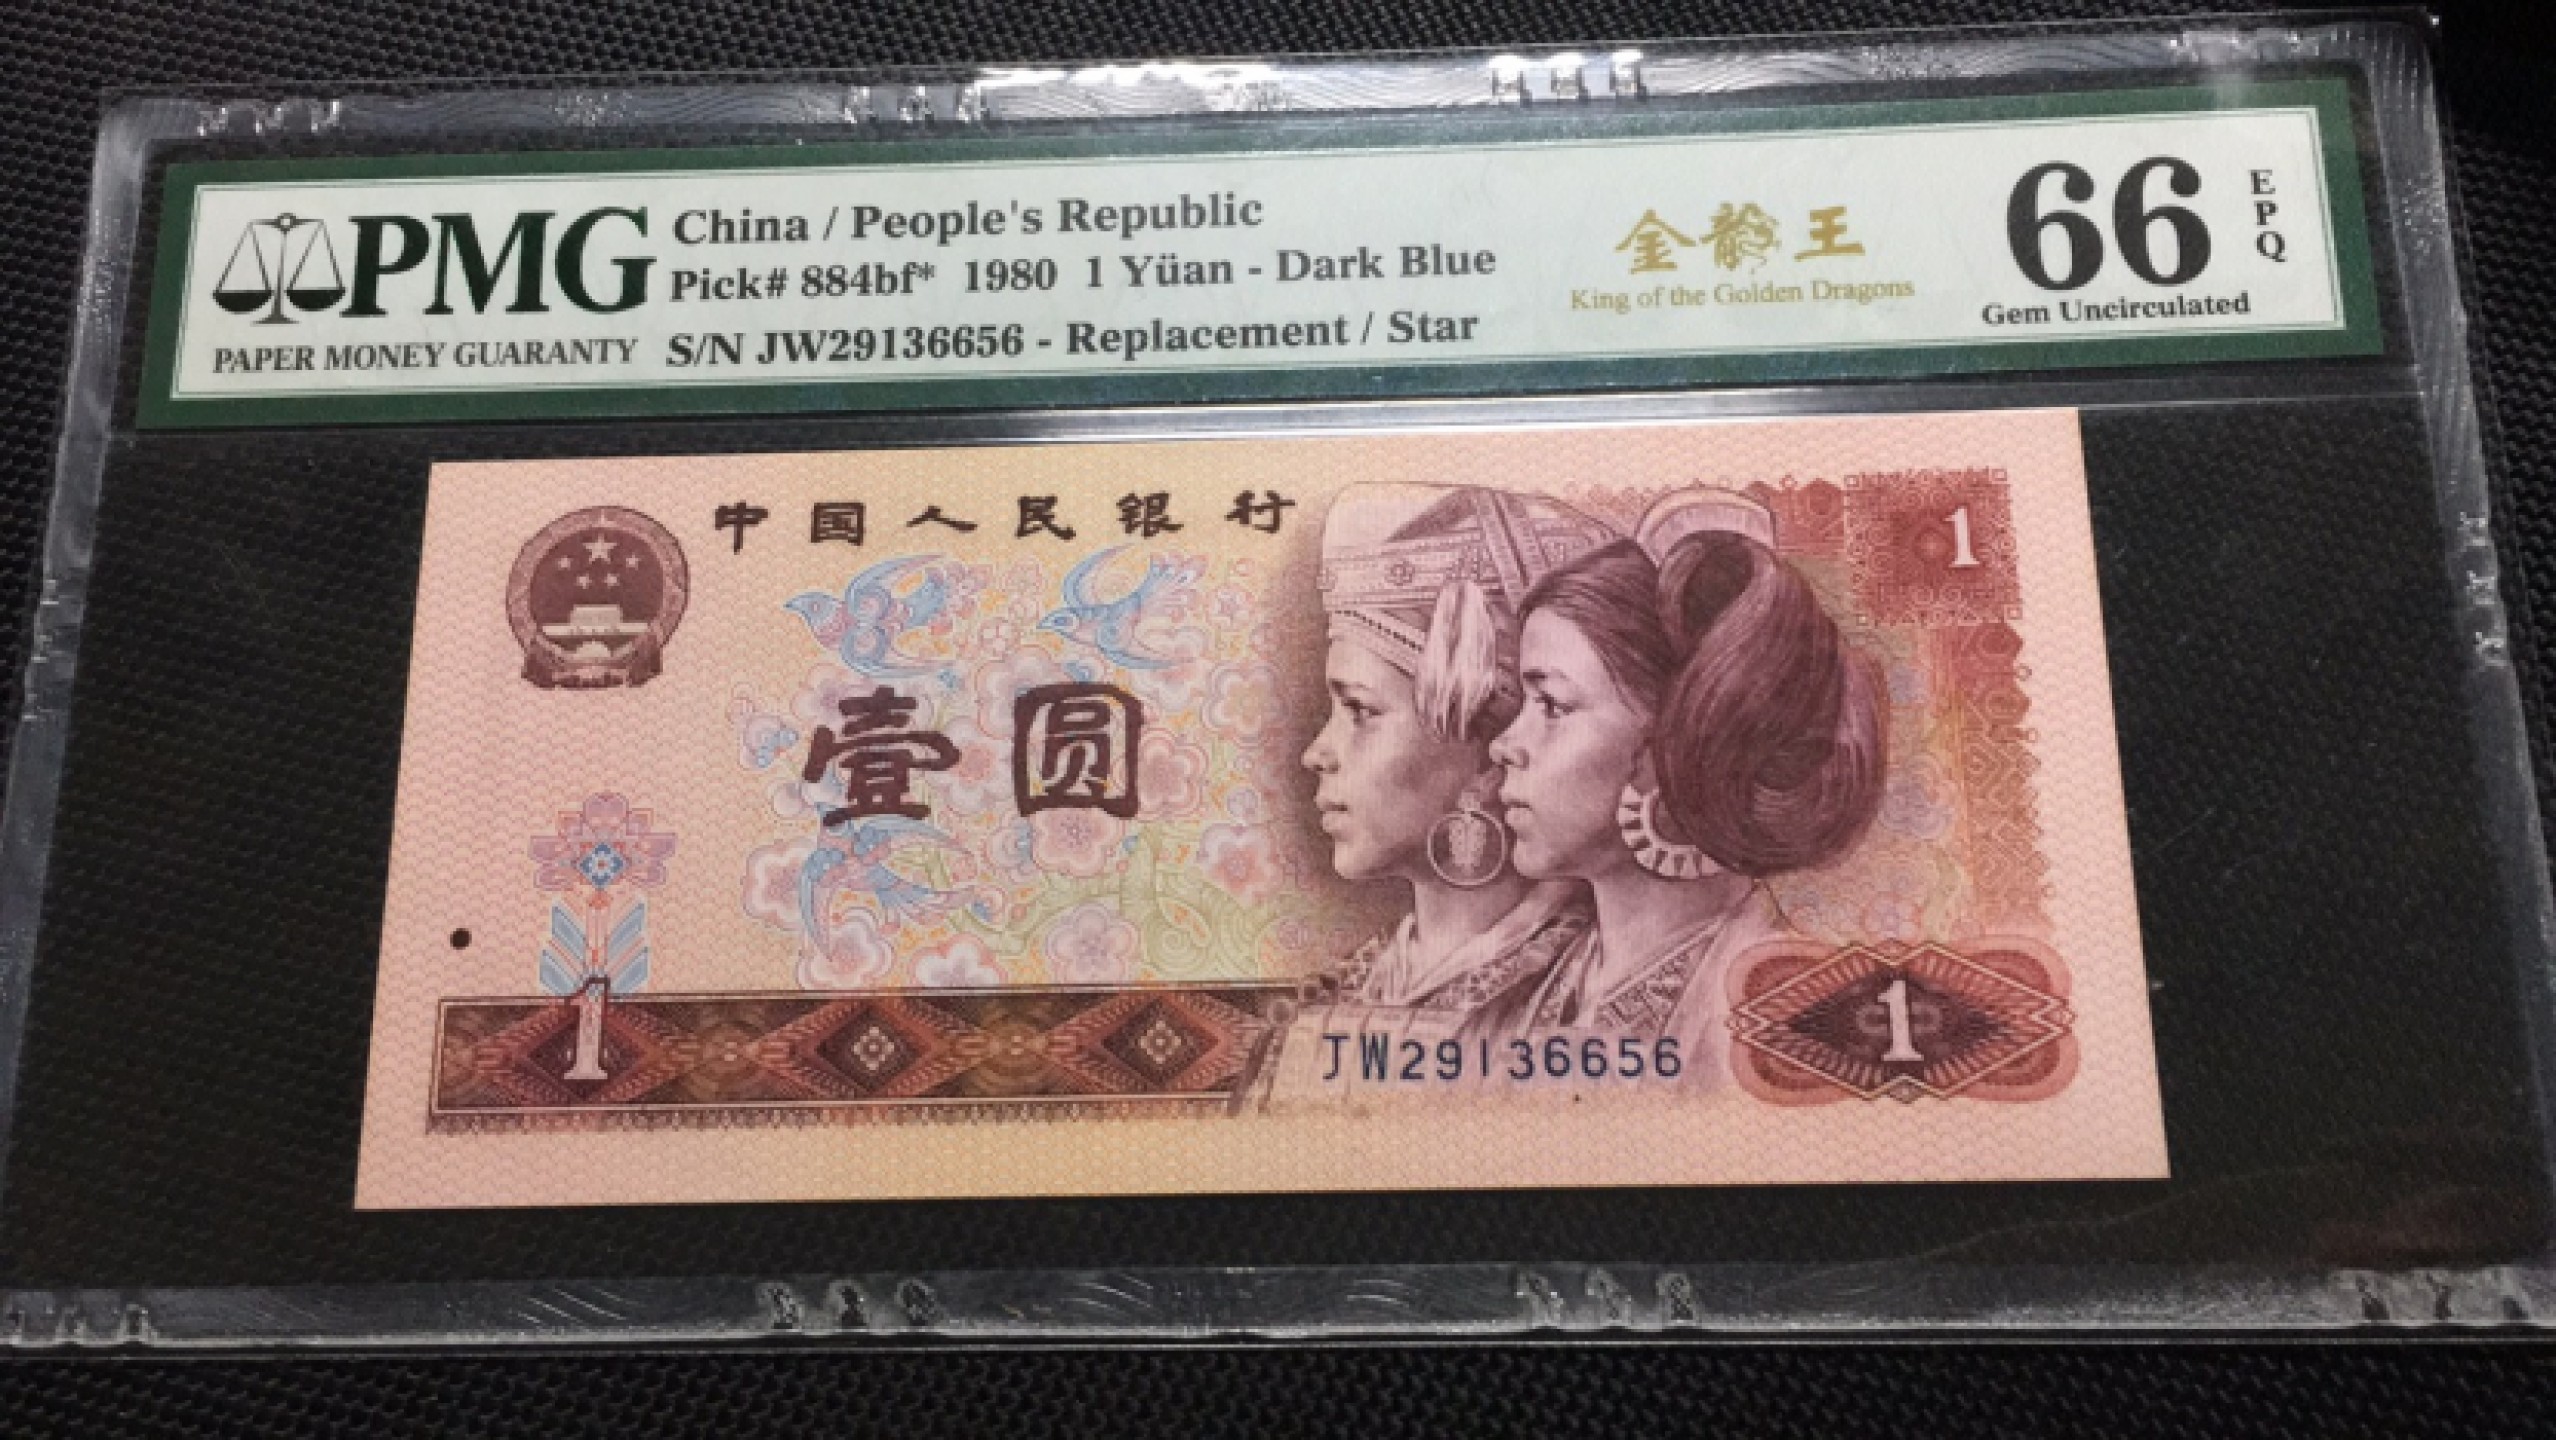 PMG
PAPER MONEY GUARANTY
China / People's Republic
Pick# 884bf* 1980 1 Yüan - Dark Blue
S/N JW29136656 - Replacement / Star
金龍王
King of the Golden Dragons
66
EPQ
Gem Uncirculated
中国人民银行
1
壹圆
1
JW29136656
1